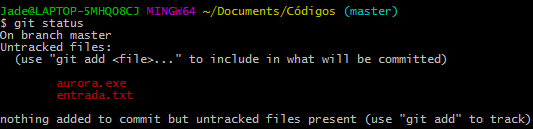 Jade@LAPTOP-5MHQO8CJ MINGW64 ~/Documents/Códigos (master)
$ git status
On branch master
Untracked files:
  (use "git add <file>..." to include in what will be committed)

        aurora.exe
        entrada.txt

nothing added to commit but untracked files present (use "git add" to track)